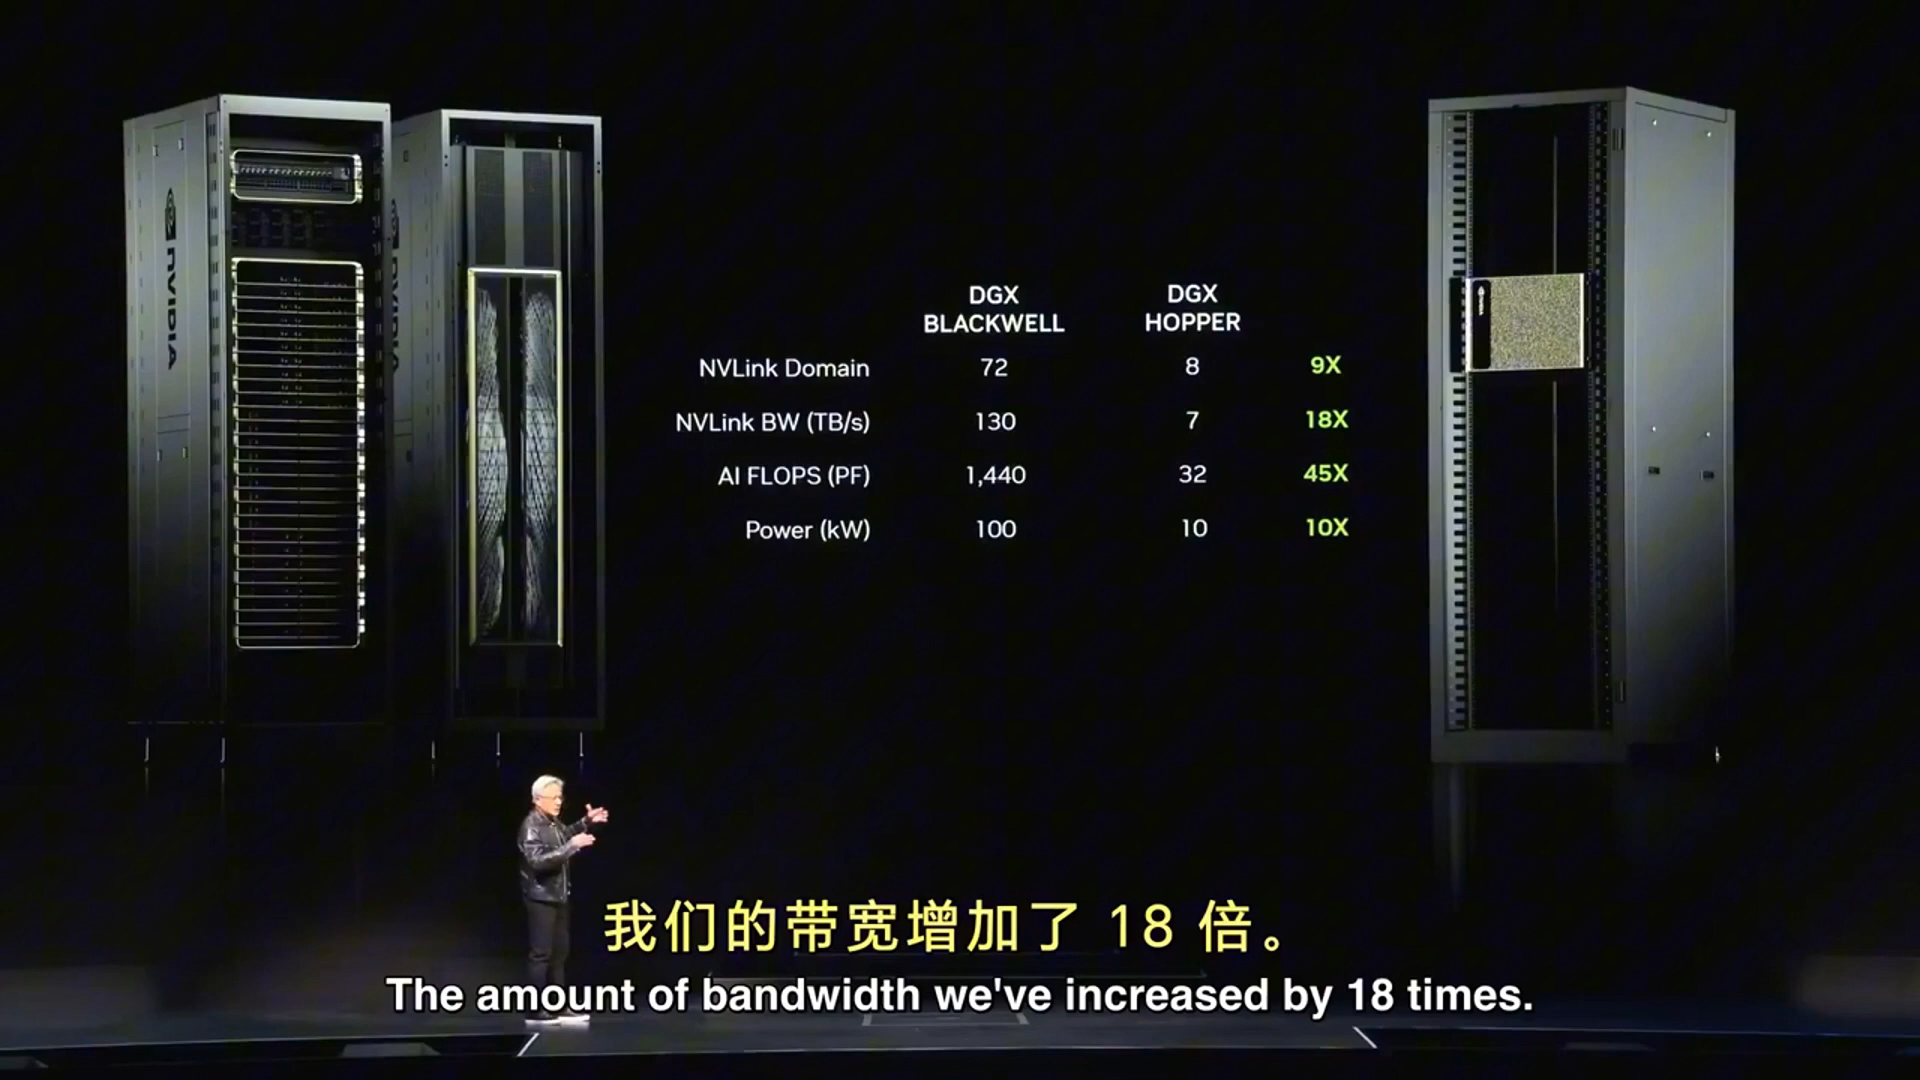 NVIDIA
NVIDIA
DGX BLACKWELL
DGX HOPPER
NVLink Domain 72 8 9X
NVLink BW (TB/s) 130 7 18X
AI FLOPS (PF) 1,440 32 45X
Power (kW) 100 10 10X
我们的带宽增加了 18 倍。
The amount of bandwidth we've increased by 18 times.